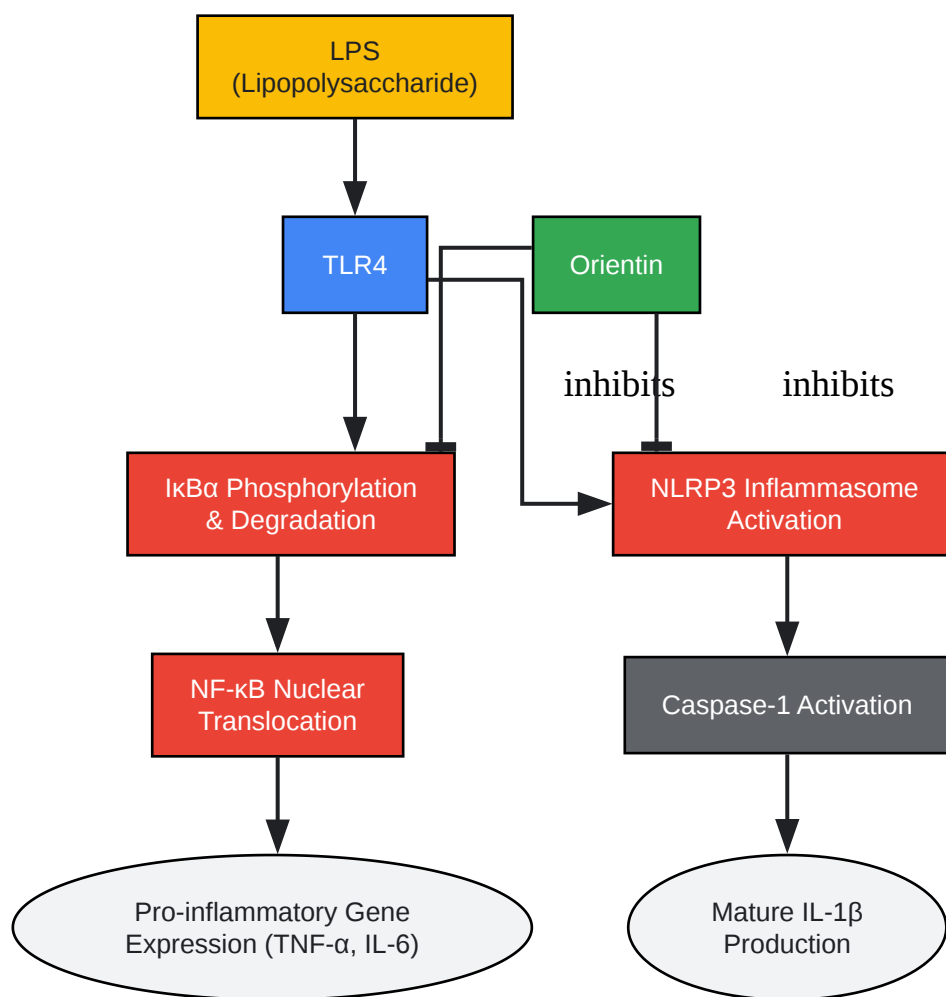 LPS
(Lipopolysaccharide)
TLR4
Orientin
inhibits
inhibits
IκBα Phosphorylation
& Degradation
NLRP3 Inflammasome
Activation
NF-κB Nuclear
Translocation
Caspase-1 Activation
Pro-inflammatory Gene
Expression (TNF-α, IL-6)
Mature IL-1β
Production